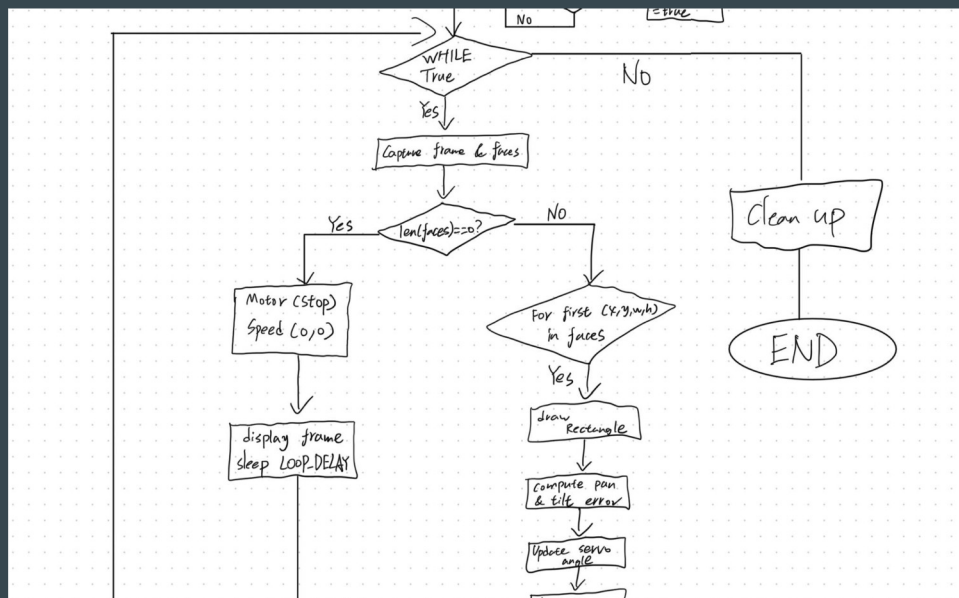 No
=true
WHILE
True
No
Yes
Capture frame & faces
Yes
len(faces)==0?
NO
Motor (Stop)
Speed (0,0)
For first (x,y,w,h)
in faces
Clean up
END
Yes
display frame
sleep LOOP_DELAY
draw
Rectangle
Compute pan
& tilt error
Update servo
angle